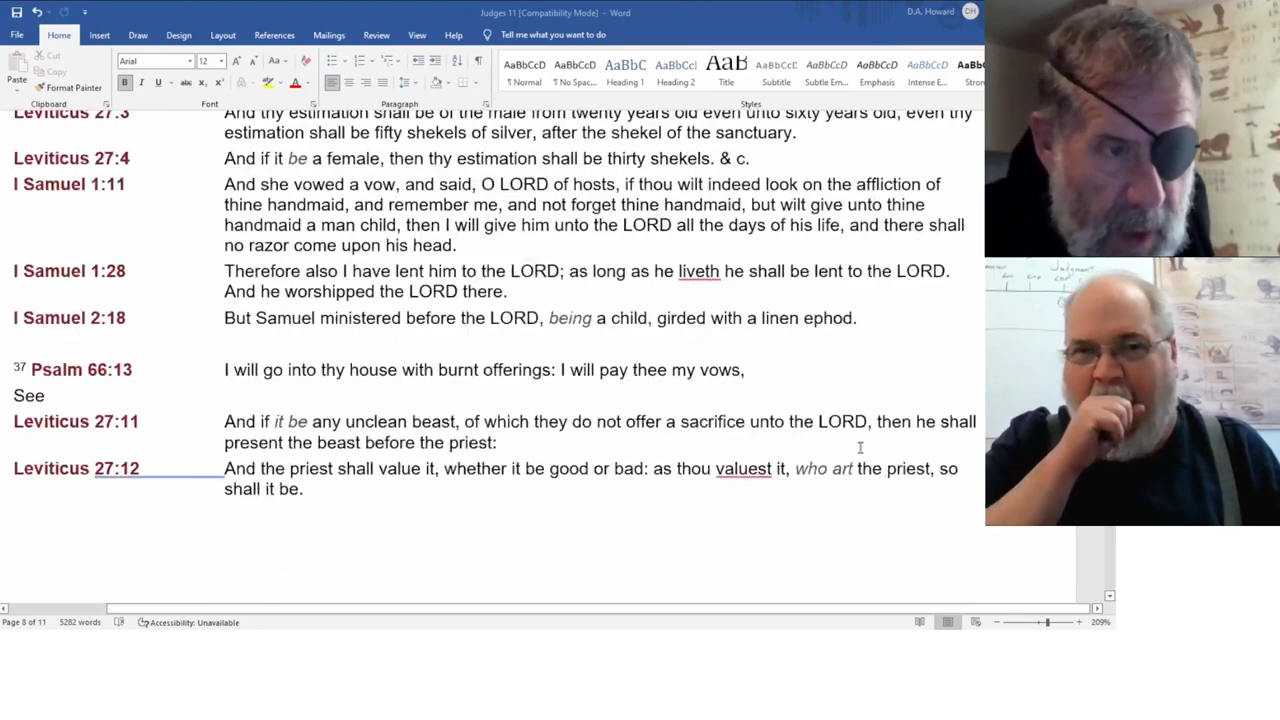 Judges 11 [Compatibility Mode] - Word
D.A. Howard DH
File Home Insert Draw Design Layout References Mailings Review View Help Tell me what you want to do
Cut
Copy
Format Painter
Paste
Arial 12
AaBbCcD AaBbCcD AaBbC AaBbCcI AaB AaBbCcD AaBbCcD AaBbCcD AaBbCcD AaBbCc
¶ Normal ¶ No Spac... Heading 1 Heading 2 Title Subtitle Subtle Em... Emphasis Intense E... Stron
Clipboard Font Paragraph Styles
Leviticus 27:3 And thy estimation shall be of the male from twenty years old even unto sixty years old, even thy
estimation shall be fifty shekels of silver, after the shekel of the sanctuary.
Leviticus 27:4 And if it be a female, then thy estimation shall be thirty shekels. & c.
I Samuel 1:11 And she vowed a vow, and said, O LORD of hosts, if thou wilt indeed look on the affliction of
thine handmaid, and remember me, and not forget thine handmaid, but wilt give unto thine
handmaid a man child, then I will give him unto the LORD all the days of his life, and there shall
no razor come upon his head.
I Samuel 1:28 Therefore also I have lent him to the LORD; as long as he liveth he shall be lent to the LORD.
And he worshipped the LORD there.
I Samuel 2:18 But Samuel ministered before the LORD, being a child, girded with a linen ephod.
37 Psalm 66:13 I will go into thy house with burnt offerings: I will pay thee my vows,
See
Leviticus 27:11 And if it be any unclean beast, of which they do not offer a sacrifice unto the LORD, then he shall
present the beast before the priest:
Leviticus 27:12 And the priest shall value it, whether it be good or bad: as thou valuest it, who art the priest, so
shall it be.
Page 8 of 11 5282 words Accessibility: Unavailable 209%